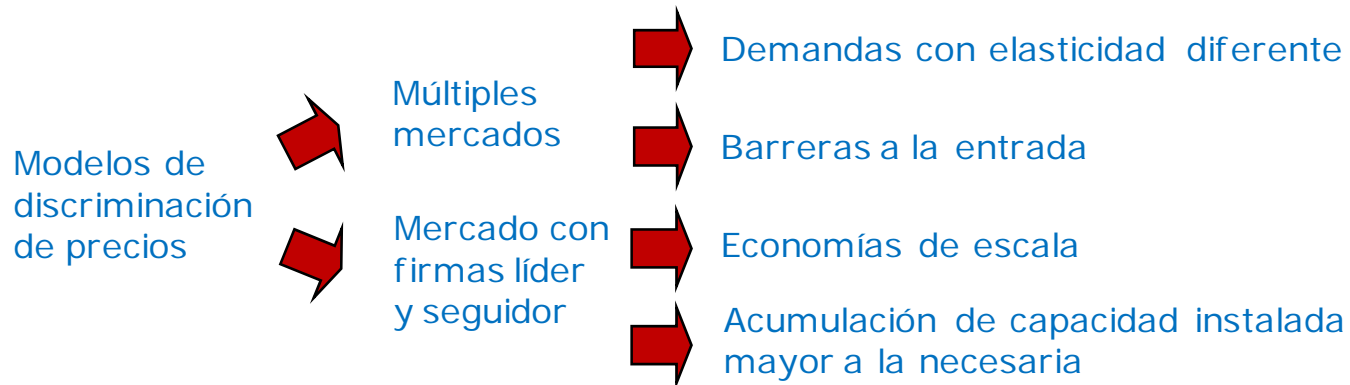 Modelos de
discriminación
de precios
Múltiples
mercados
Mercado con
firmas líder
y seguidor
Demandas con elasticidad diferente
Barreras a la entrada
Economías de escala
Acumulación de capacidad instalada
mayor a la necesaria